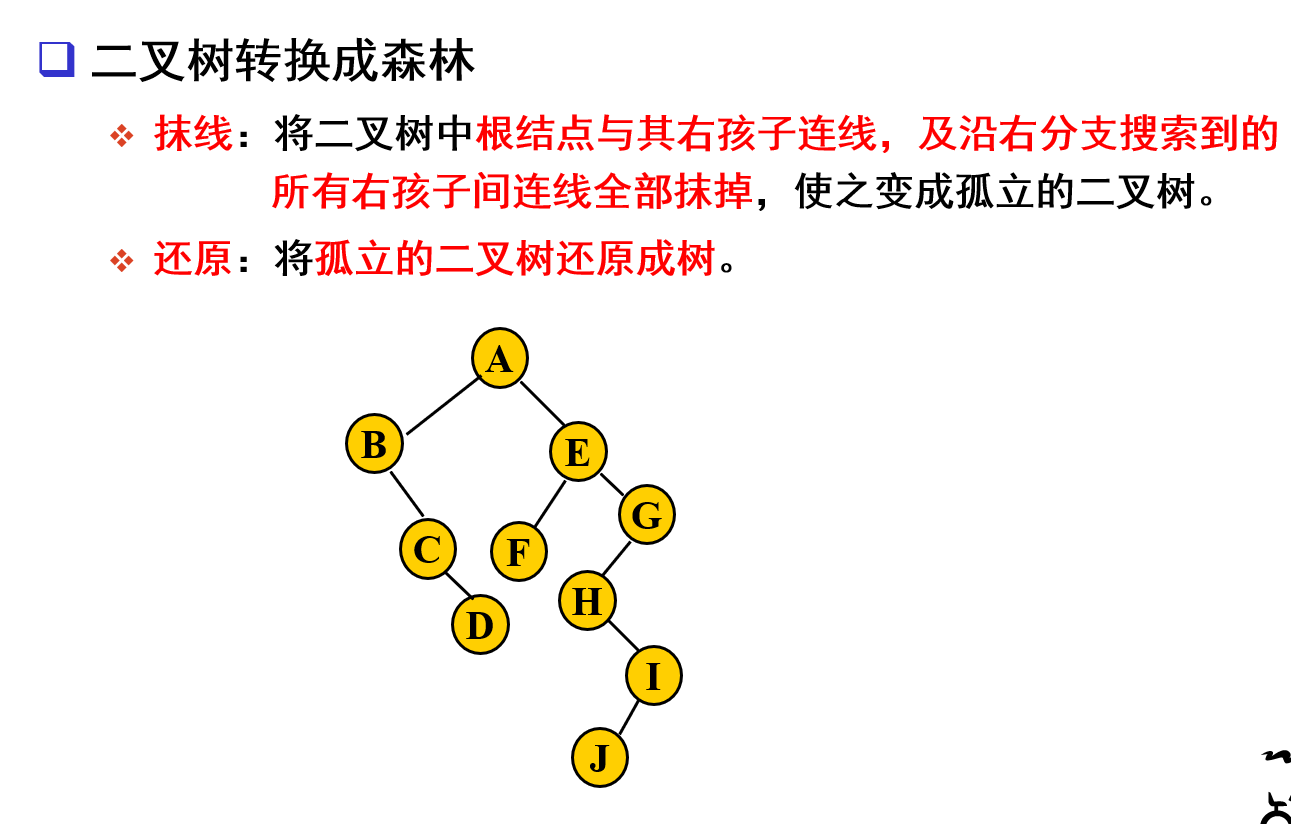 二叉树转换成森林
抹线：将二叉树中根结点与其右孩子连线，及沿右分支搜索到的
所有右孩子间连线全部抹掉，使之变成孤立的二叉树。
还原：将孤立的二叉树还原成树。
A
B
E
G
C
F
H
D
I
J